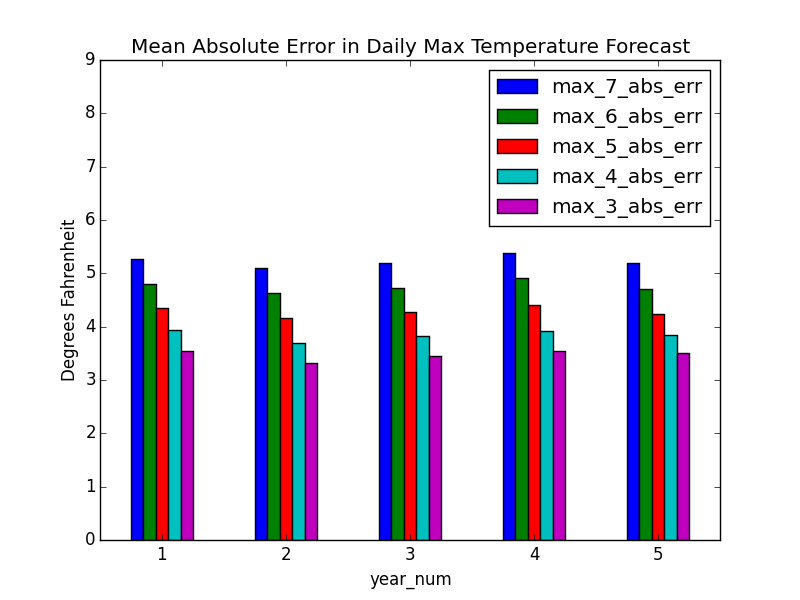 Mean Absolute Error in Daily Max Temperature Forecast
9
8
7
6
5
4
3
2
1
0
Degrees Fahrenheit
max_7_abs_err
max_6_abs_err
max_5_abs_err
max_4_abs_err
max_3_abs_err
1 2 3 4 5
year_num